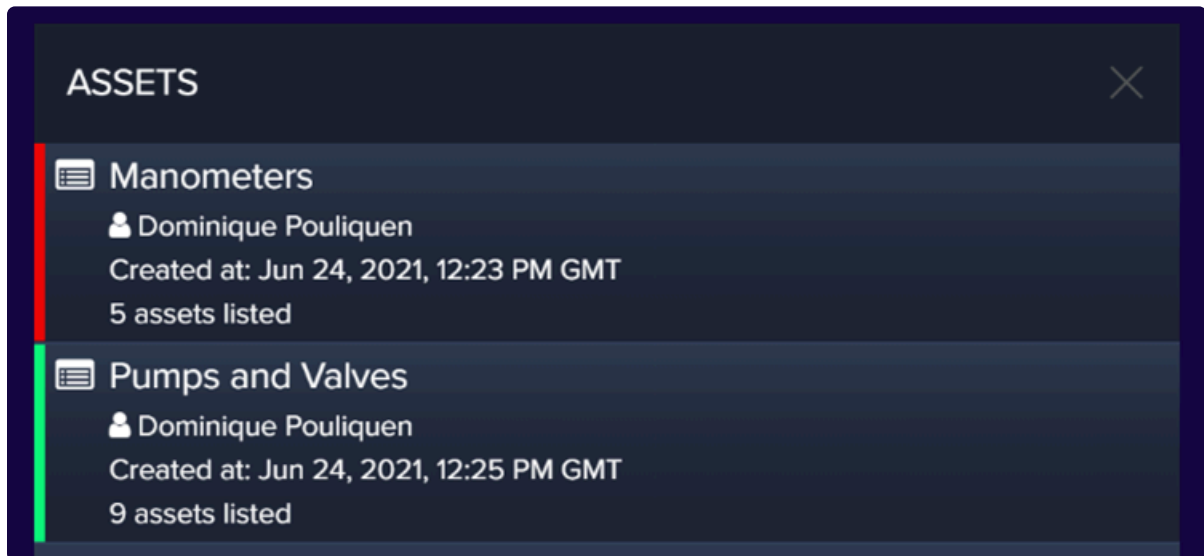 ASSETS
Manometers
Dominique Pouliquen
Created at: Jun 24, 2021, 12:23 PM GMT
5 assets listed
Pumps and Valves
Dominique Pouliquen
Created at: Jun 24, 2021, 12:25 PM GMT
9 assets listed